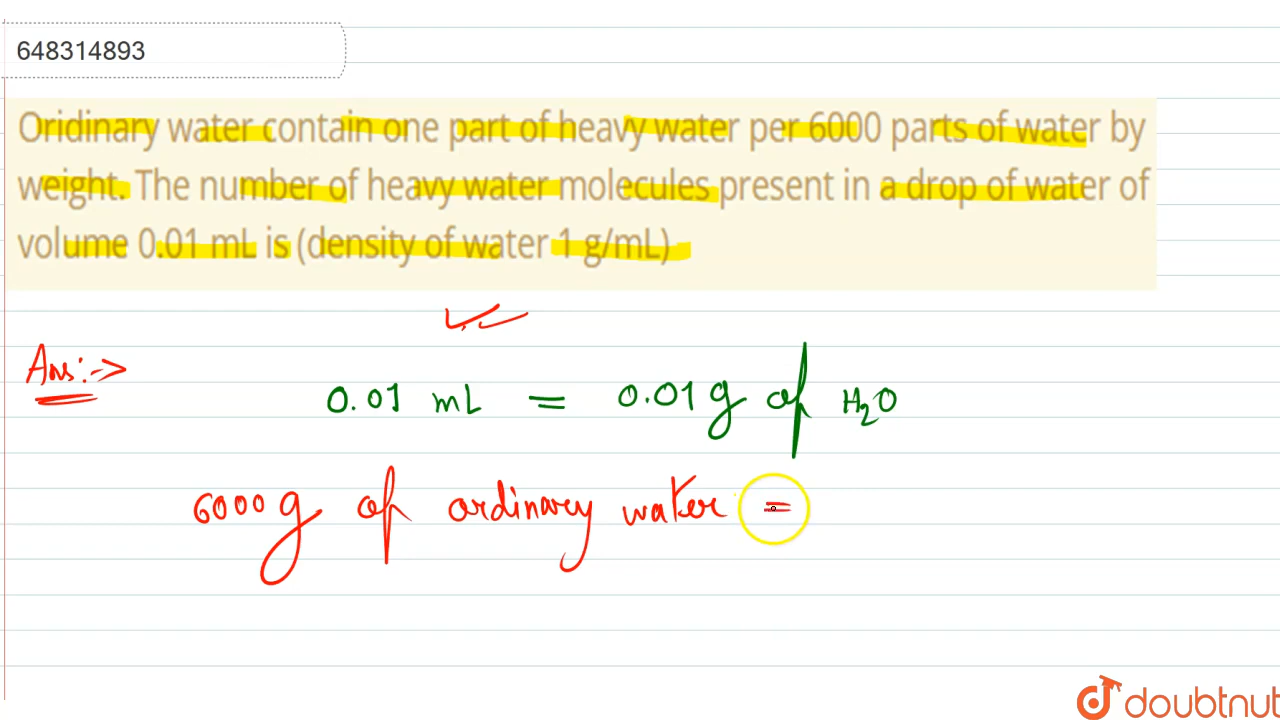 648314893
Oridinary water contain one part of heavy water per 6000 parts of water by
weight. The number of heavy water molecules present in a drop of water of
volume 0.01 mL is (density of water 1 g/mL)
Ans:->
0.01 mL = 0.01 g of H₂O
6000 g of ordinary water =
doubtnut